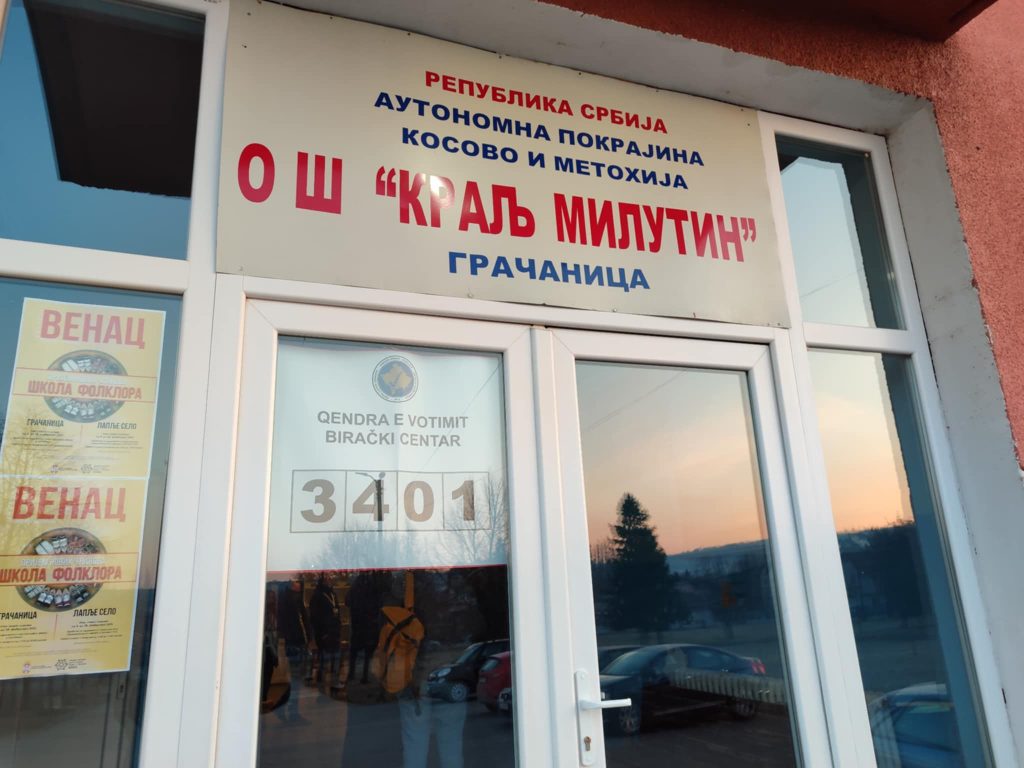 РЕПУБЛИКА СРБИЈА
АУТОНОМНА ПОКРАЈИНА
КОСОВО И МЕТОХИЈА
О Ш “КРАЉ МИЛУТИН”
ГРАЧАНИЦА
QENDRA E VOTIMIT
BIRAČKI CENTAR
3401
ВЕНАЦ
ШКОЛА ФОЛКЛОРА
ГРАЧАНИЦА ЛАПЉЕ СЕЛО
ВЕНАЦ
ШКОЛА ФОЛКЛОРА
ГРАЧАНИЦА ЛАПЉЕ СЕЛО